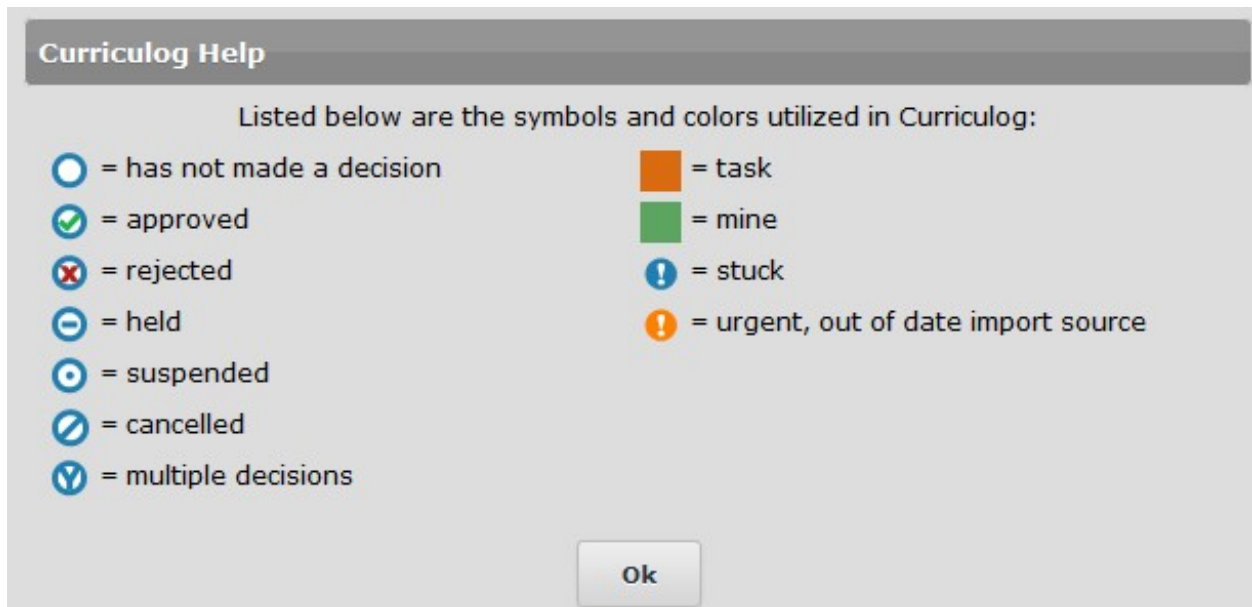 Curriculog Help
Listed below are the symbols and colors utilized in Curriculog:
= has not made a decision
= approved
= rejected
= held
= suspended
= cancelled
= multiple decisions
= task
= mine
= stuck
= urgent, out of date import source
Ok